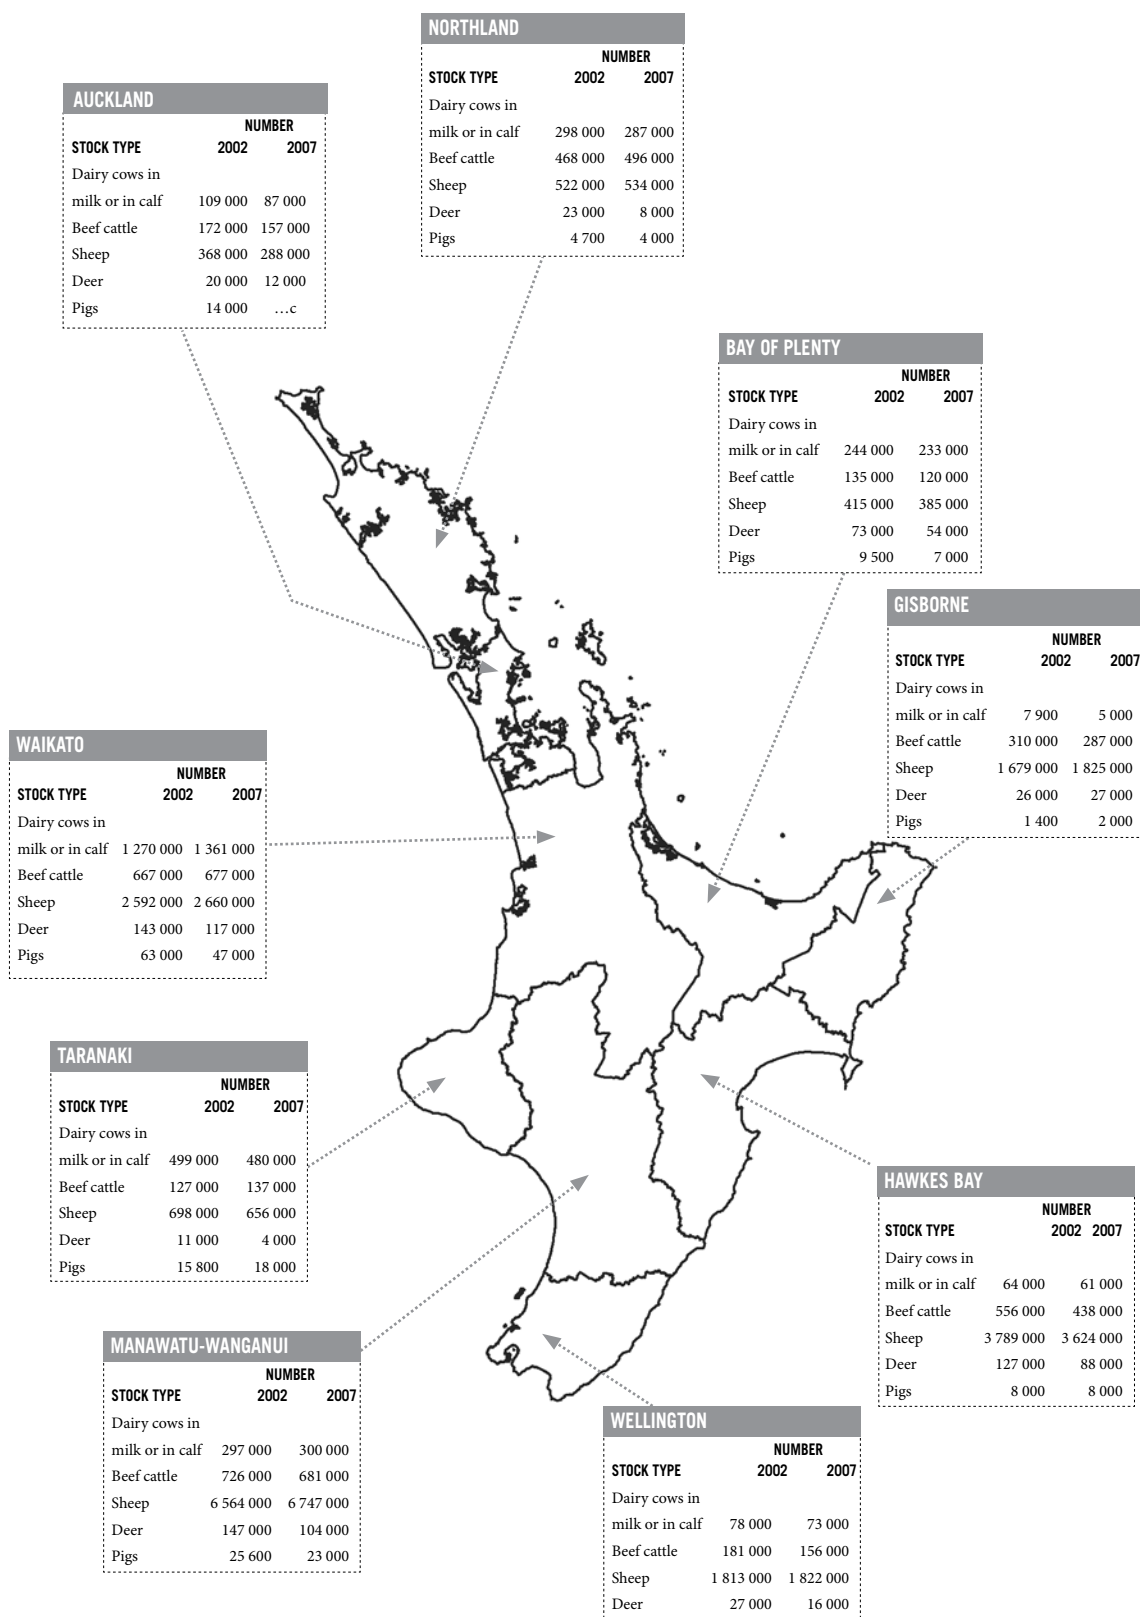 NORTHLAND
NUMBER
STOCK TYPE 2002 2007
Dairy cows in
milk or in calf 298 000 287 000
Beef cattle 468 000 496 000
Sheep 522 000 534 000
Deer 23 000 8 000
Pigs 4 700 4 000
AUCKLAND
NUMBER
STOCK TYPE 2002 2007
Dairy cows in
milk or in calf 109 000 87 000
Beef cattle 172 000 157 000
Sheep 368 000 288 000
Deer 20 000 12 000
Pigs 14 000 …c
BAY OF PLENTY
NUMBER
STOCK TYPE 2002 2007
Dairy cows in
milk or in calf 244 000 233 000
Beef cattle 135 000 120 000
Sheep 415 000 385 000
Deer 73 000 54 000
Pigs 9 500 7 000
GISBORNE
NUMBER
STOCK TYPE 2002 2007
Dairy cows in
milk or in calf 7 900 5 000
Beef cattle 310 000 287 000
Sheep 1 679 000 1 825 000
Deer 26 000 27 000
Pigs 1 400 2 000
WAIKATO
NUMBER
STOCK TYPE 2002 2007
Dairy cows in
milk or in calf 1 270 000 1 361 000
Beef cattle 667 000 677 000
Sheep 2 592 000 2 660 000
Deer 143 000 117 000
Pigs 63 000 47 000
TARANAKI
NUMBER
STOCK TYPE 2002 2007
Dairy cows in
milk or in calf 499 000 480 000
Beef cattle 127 000 137 000
Sheep 698 000 656 000
Deer 11 000 4 000
Pigs 15 800 18 000
HAWKES BAY
NUMBER
STOCK TYPE 2002 2007
Dairy cows in
milk or in calf 64 000 61 000
Beef cattle 556 000 438 000
Sheep 3 789 000 3 624 000
Deer 127 000 88 000
Pigs 8 000 8 000
MANAWATU-WANGANUI
NUMBER
STOCK TYPE 2002 2007
Dairy cows in
milk or in calf 297 000 300 000
Beef cattle 726 000 681 000
Sheep 6 564 000 6 747 000
Deer 147 000 104 000
Pigs 25 600 23 000
WELLINGTON
NUMBER
STOCK TYPE 2002 2007
Dairy cows in
milk or in calf 78 000 73 000
Beef cattle 181 000 156 000
Sheep 1 813 000 1 822 000
Deer 27 000 16 000